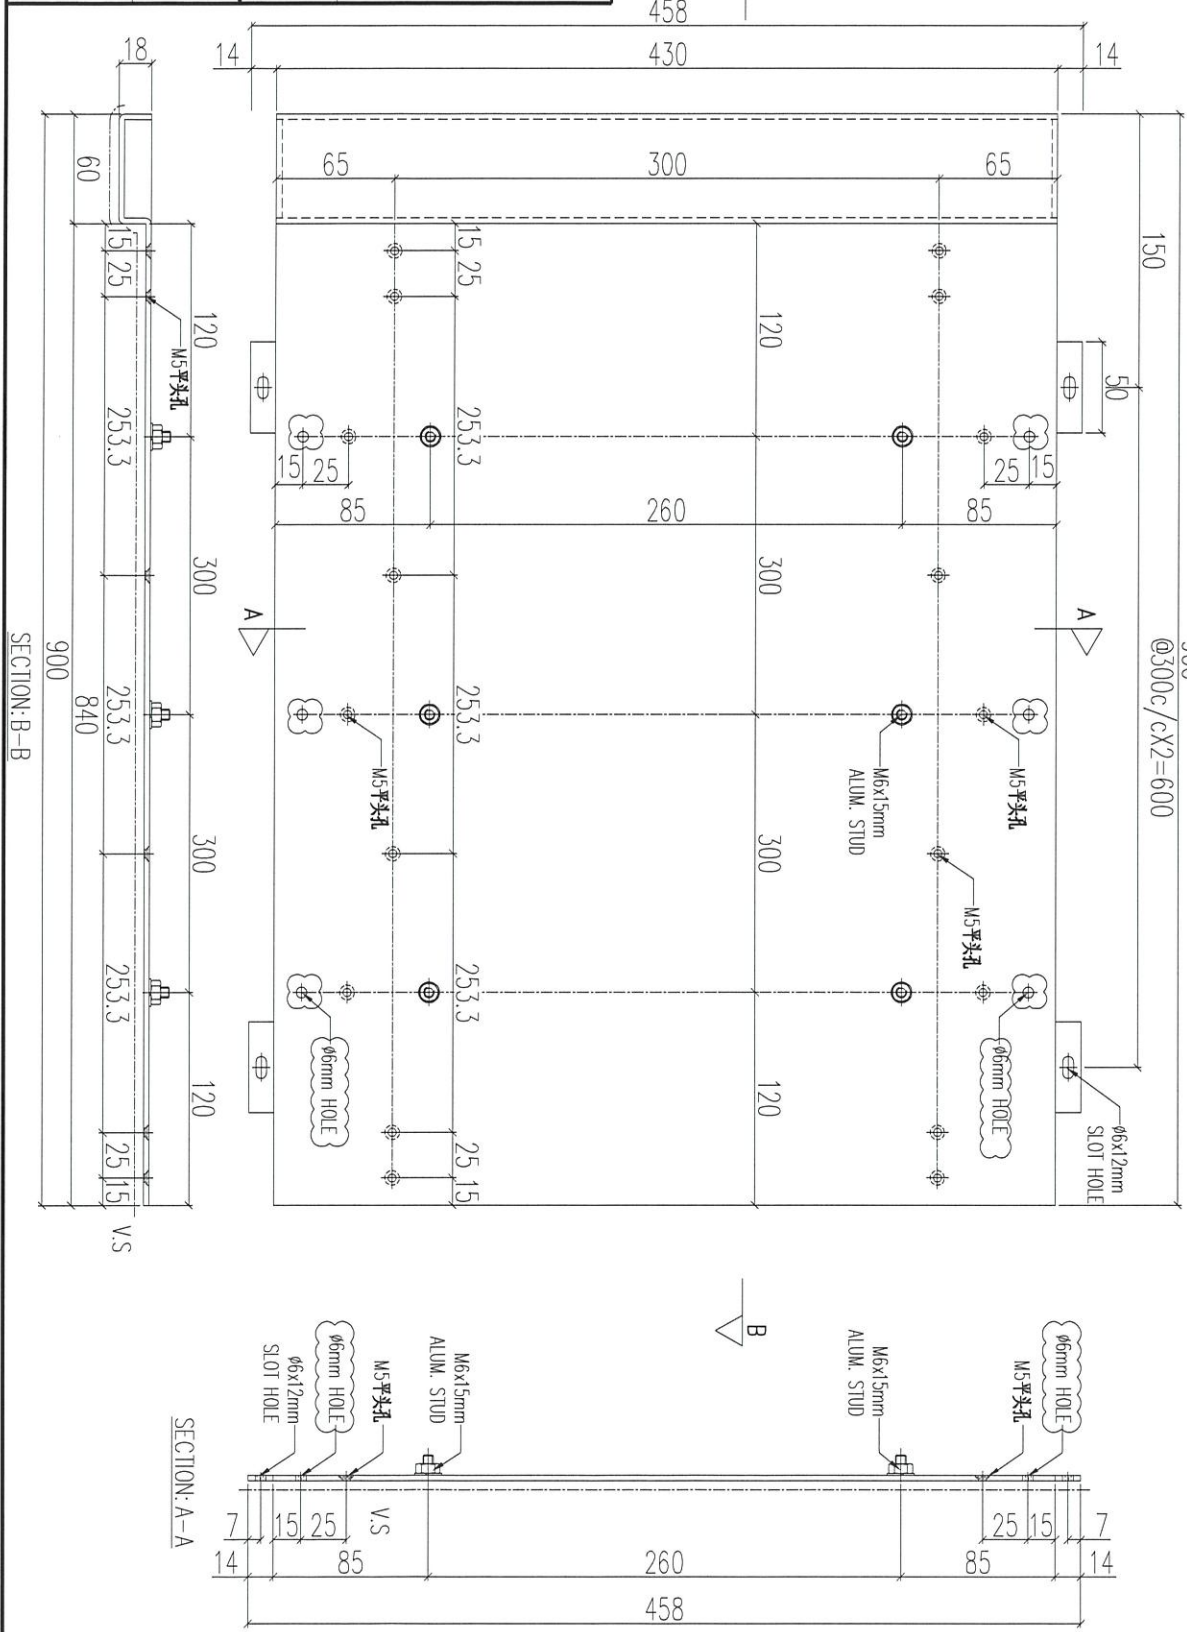 458
14
430
14
18
60
65
300
65
150
15
25
15
25
120
M5平头孔
120
50
253.3
253.3
15
25
25
15
85
260
85
300
300
A
A
@300c/cX2=600
900
840
253.3
253.3
M5平头孔
M6x15mm
ALUM. STUD
M5平头孔
SECTION:B-B
300
300
M5平头孔
253.3
253.3
ø6mm HOLE
ø6mm HOLE
ø6x12mm
SLOT HOLE
120
120
25
15
25
15
V.S
B
ø6x12mm
SLOT HOLE
ø6mm HOLE
M5平头孔
M6x15mm
ALUM. STUD
M6x15mm
ALUM. STUD
M5平头孔
ø6mm HOLE
SECTION: A-A
V.S
7
15
25
25
15
7
14
85
260
85
14
458